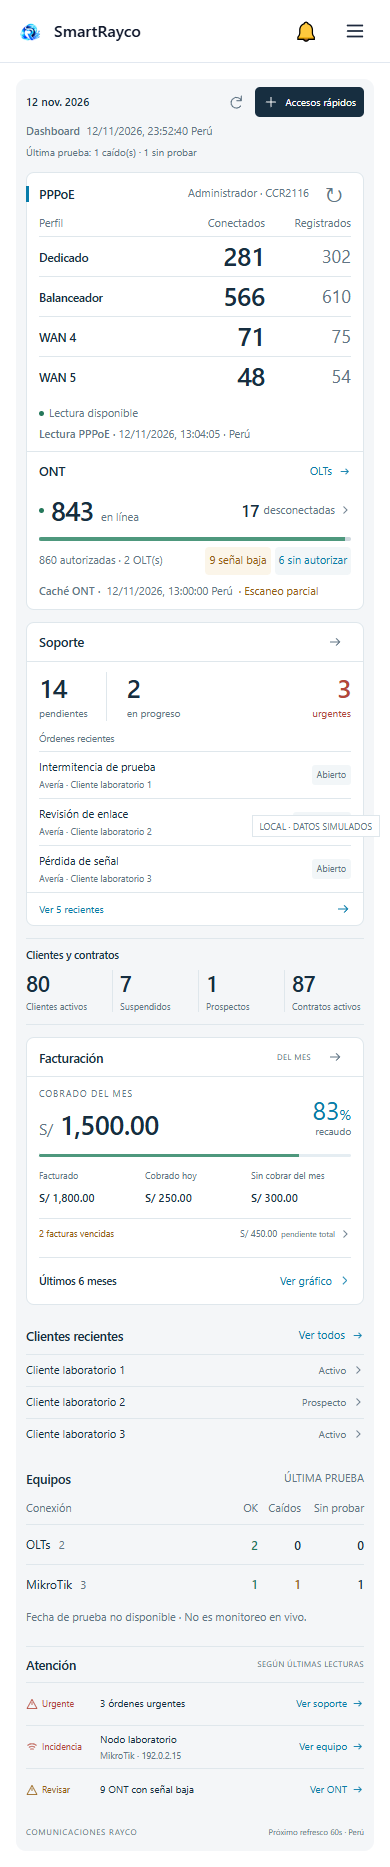 SmartRayco
12 nov. 2026
Accesos rápidos
Dashboard 12/11/2026, 23:52:40 Perú
Última prueba: 1 caído(s) · 1 sin probar
PPPoE Administrador · CCR2116
Perfil Conectados Registrados
Dedicado 281 302
Balanceador 566 610
WAN 4 71 75
WAN 5 48 54
Lectura disponible
Lectura PPPoE · 12/11/2026, 13:04:05 · Perú
ONT OLTs →
843 en línea 17 desconectadas >
860 autorizadas · 2 OLT(s) 9 señal baja 6 sin autorizar
Caché ONT · 12/11/2026, 13:00:00 Perú · Escaneo parcial
Soporte →
14 2 3
pendientes en progreso urgentes
Órdenes recientes
Intermitencia de prueba
Avería · Cliente laboratorio 1
Abierto
Revisión de enlace
Avería · Cliente laboratorio 2
LOCAL · DATOS SIMULADOS
Pérdida de señal
Avería · Cliente laboratorio 3
Abierto
Ver 5 recientes →
Clientes y contratos
80 7 1 87
Clientes activos Suspendidos Prospectos Contratos activos
Facturación DEL MES →
COBRADO DEL MES
S/ 1,500.00 83%
recaudo
Facturado Cobrado hoy Sin cobrar del mes
S/ 1,800.00 S/ 250.00 S/ 300.00
2 facturas vencidas S/ 450.00 pendiente total >
Últimos 6 meses Ver gráfico >
Clientes recientes Ver todos →
Cliente laboratorio 1 Activo >
Cliente laboratorio 2 Prospecto >
Cliente laboratorio 3 Activo >
Equipos ÚLTIMA PRUEBA
Conexión OK Caídos Sin probar
OLTs 2 2 0 0
MikroTik 3 1 1 1
Fecha de prueba no disponible · No es monitoreo en vivo.
Atención SEGÚN ÚLTIMAS LECTURAS
Urgente 3 órdenes urgentes Ver soporte →
Incidencia Nodo laboratorio Ver equipo →
MikroTik · 192.0.2.15
Revisar 9 ONT con señal baja Ver ONT →
COMUNICACIONES RAYCO Próximo refresco 60s · Perú